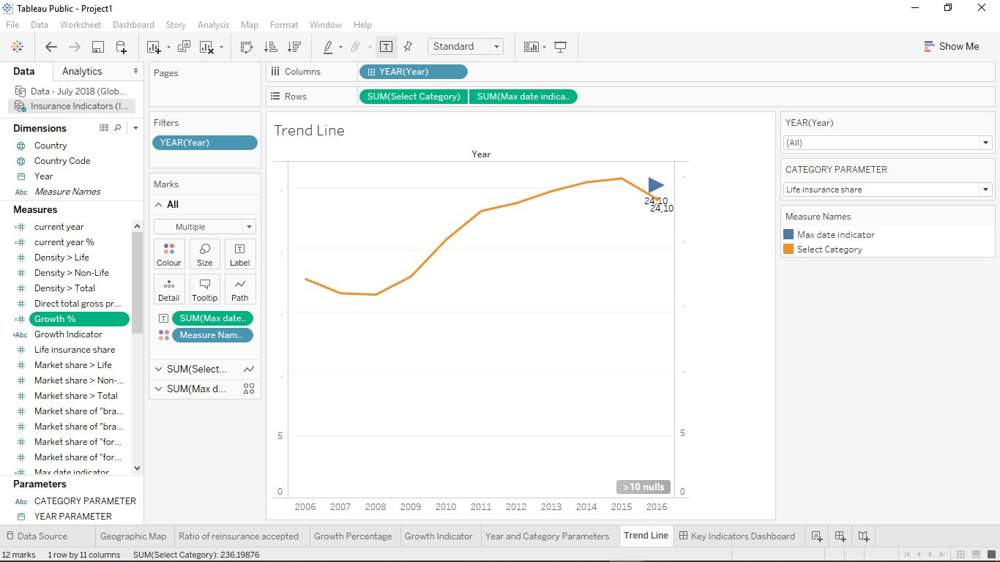 Tableau Public - Project1
File Data Worksheet Dashboard Story Analysis Map Format Window Help
Standard
Show Me
Data Analytics
Data - July 2018 (Glob...
Insurance Indicators (I...
Dimensions
Country
Country Code
Year
Abc Measure Names
Measures
current year
current year %
Density > Life
Density > Non-Life
Density > Total
Direct total gross pr...
Growth %
=Abc Growth Indicator
Life insurance share
Market share > Life
Market share > Non-...
Market share > Total
Market share of "bra...
Market share of "bra...
Market share of "for...
Market share of "for...
Max date indicator
Parameters
Abc CATEGORY PARAMETER
YEAR PARAMETER
Pages
Filters
YEAR(Year)
Marks
All
Multiple
Colour Size Label
Detail Tooltip Path
SUM(Max date..
Measure Nam..
SUM(Select...
SUM(Max d...
Columns YEAR(Year)
Rows SUM(Select Category) SUM(Max date indica..
Trend Line
Year
24,10
24,10
5 5
>10 nulls
0 0
2006 2007 2008 2009 2010 2011 2012 2013 2014 2015 2016
YEAR(Year)
(All)
CATEGORY PARAMETER
Life insurance share
Measure Names
Max date indicator
Select Category
Data Source Geographic Map Ratio of reinsurance accepted Growth Percentage Growth Indicator Year and Category Parameters Trend Line Key Indicators Dashboard
12 marks 1 row by 11 columns SUM(Select Category): 236,19876